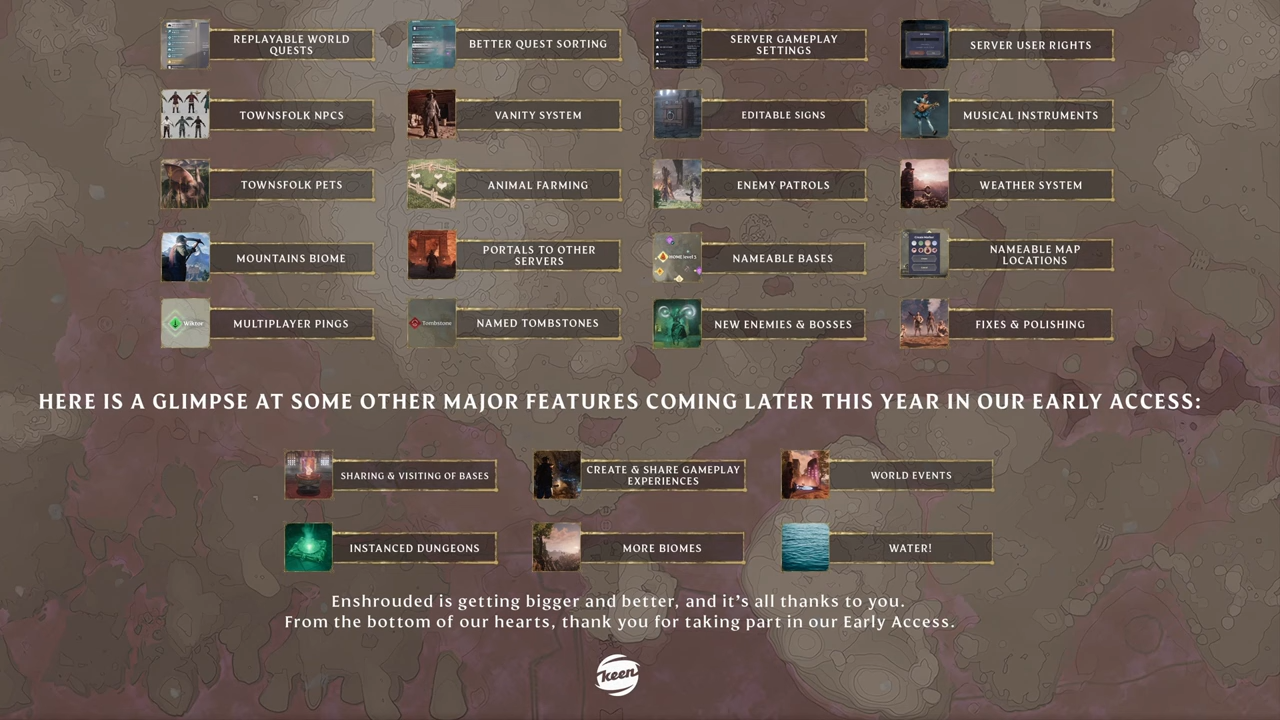 REPLAYABLE WORLD
QUESTS
BETTER QUEST SORTING
SERVER GAMEPLAY
SETTINGS
SERVER USER RIGHTS
TOWNSFOLK NPCS
VANITY SYSTEM
EDITABLE SIGNS
MUSICAL INSTRUMENTS
TOWNSFOLK PETS
ANIMAL FARMING
ENEMY PATROLS
WEATHER SYSTEM
MOUNTAINS BIOME
PORTALS TO OTHER
SERVERS
HOME level 3
NAMEABLE BASES
NAMEABLE MAP
LOCATIONS
Wiktor
MULTIPLAYER PINGS
Tombstone
NAMED TOMBSTONES
NEW ENEMIES & BOSSES
FIXES & POLISHING
HERE IS A GLIMPSE AT SOME OTHER MAJOR FEATURES COMING LATER THIS YEAR IN OUR EARLY ACCESS:
SHARING & VISITING OF BASES
CREATE & SHARE GAMEPLAY
EXPERIENCES
WORLD EVENTS
INSTANCED DUNGEONS
MORE BIOMES
WATER!
Enshrouded is getting bigger and better, and it's all thanks to you.
From the bottom of our hearts, thank you for taking part in our Early Access.
keen